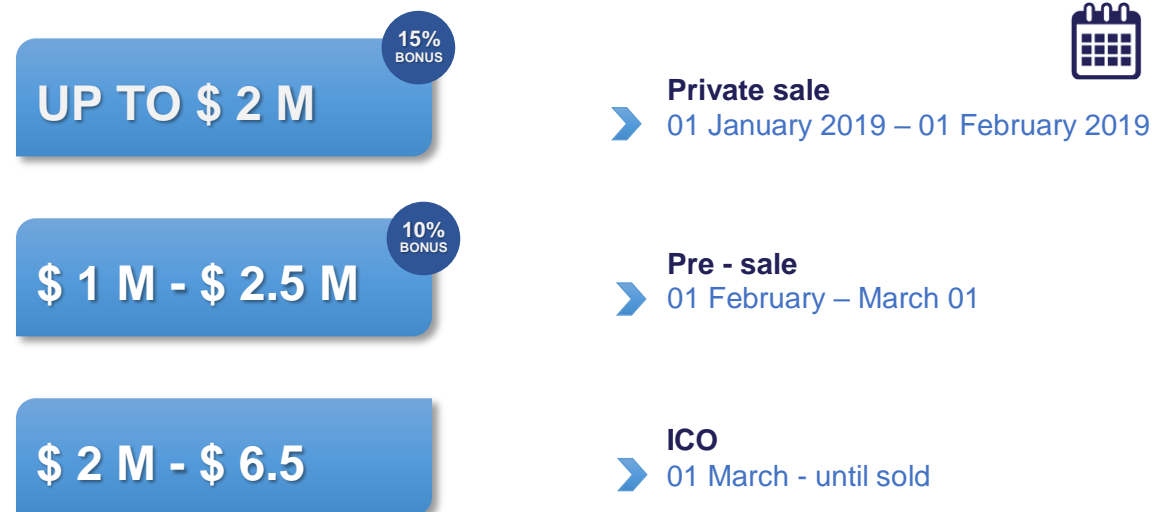 15%
BONUS
UP TO $ 2 M
Private sale
01 January 2019 – 01 February 2019
10%
BONUS
$ 1 M - $ 2.5 M
Pre - sale
01 February – March 01
$ 2 M - $ 6.5
ICO
01 March - until sold